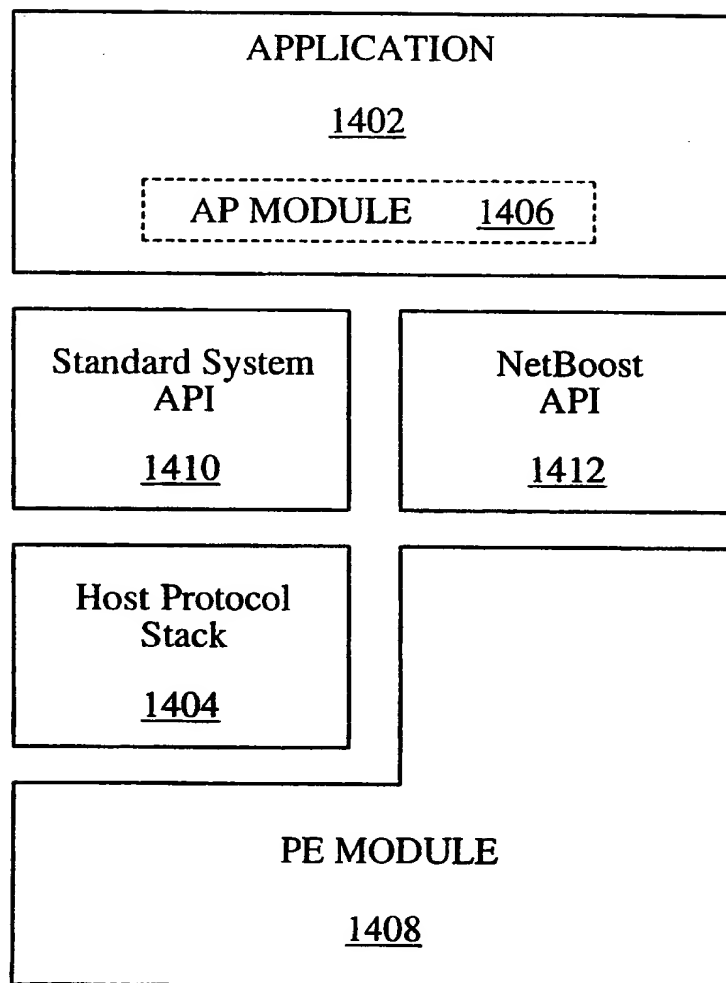 APPLICATION
1402
AP MODULE 1406
Standard System
API
1410
NetBoost
API
1412
Host Protocol
Stack
1404
PE MODULE
1408